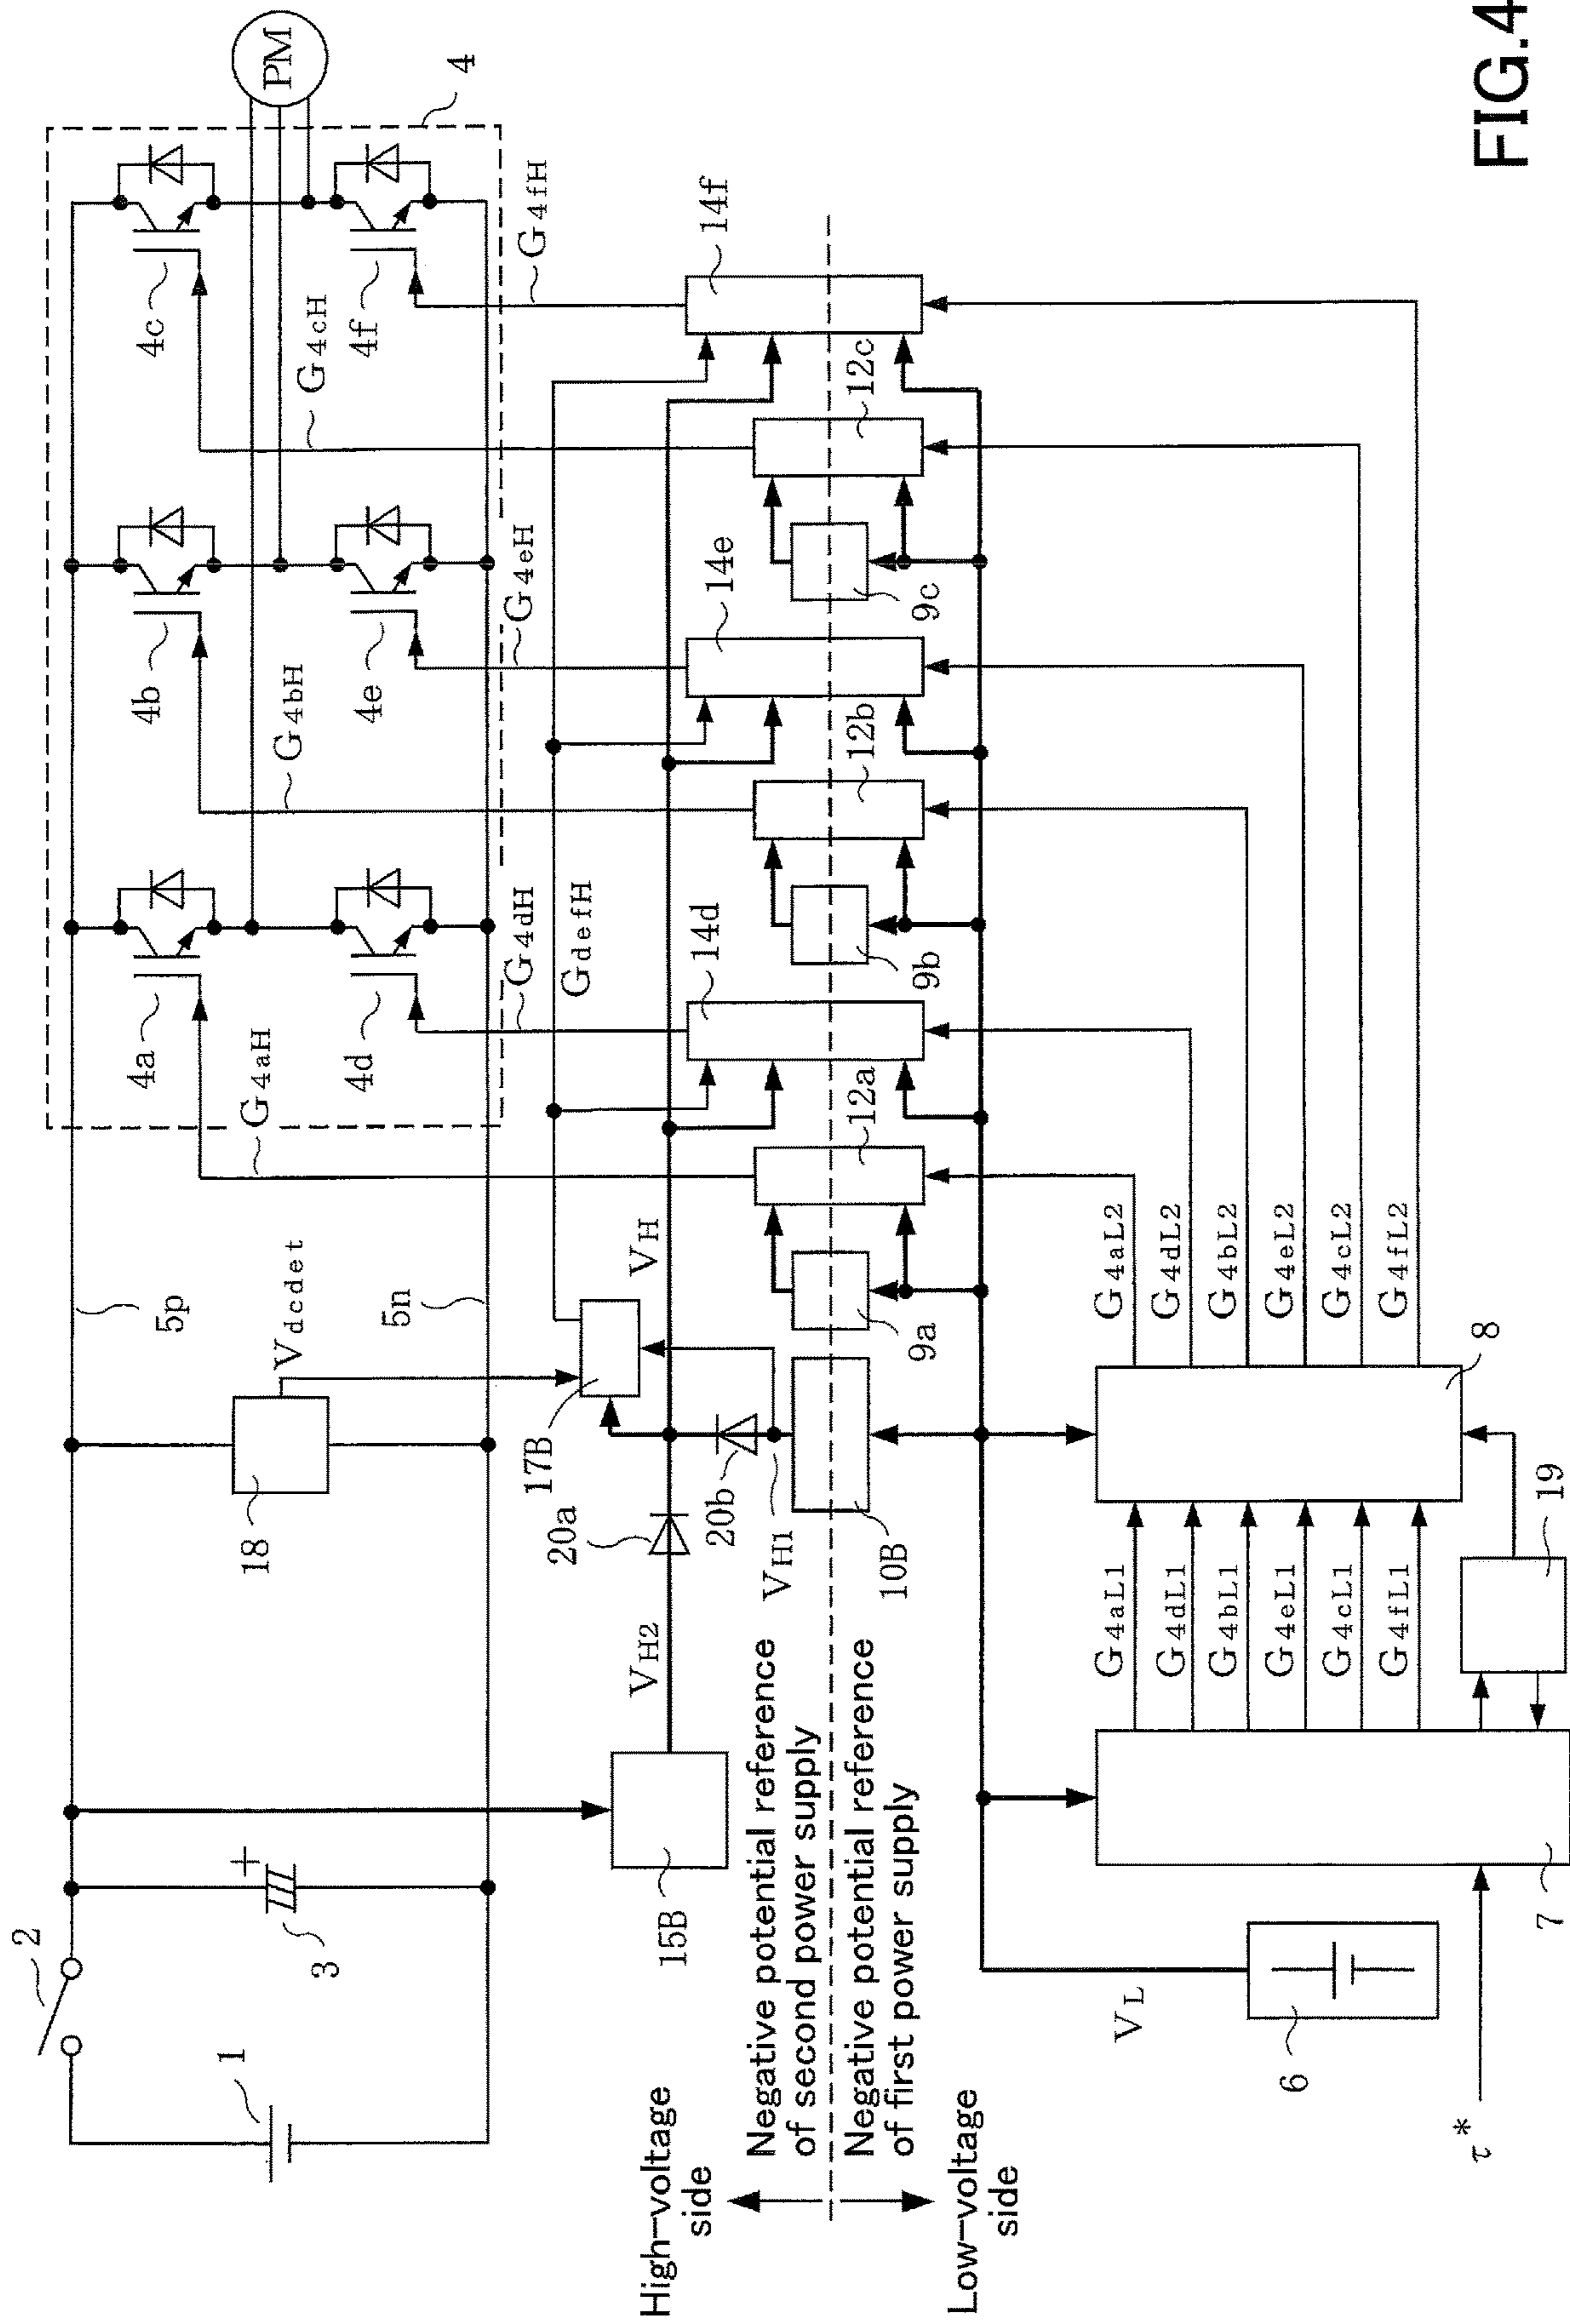 2
1
3
5p
5n
18
Vdcdet
15B
VH2
20a
20b
VH1
17B
VH
10B
4
PM
4a
4b
4c
4d
4e
4f
G4aH
G4bH
G4cH
G4dH
G4eH
G4fH
GdefH
14d
14e
14f
12a
12b
12c
9a
9b
9c
High-voltage
side
Negative potential reference
of second power supply
Negative potential reference
of first power supply
Low-voltage
side
VL
6
τ*
7
G4aL1
G4dL1
G4bL1
G4eL1
G4cL1
G4fL1
19
8
G4aL2
G4dL2
G4bL2
G4eL2
G4cL2
G4fL2
FIG.4